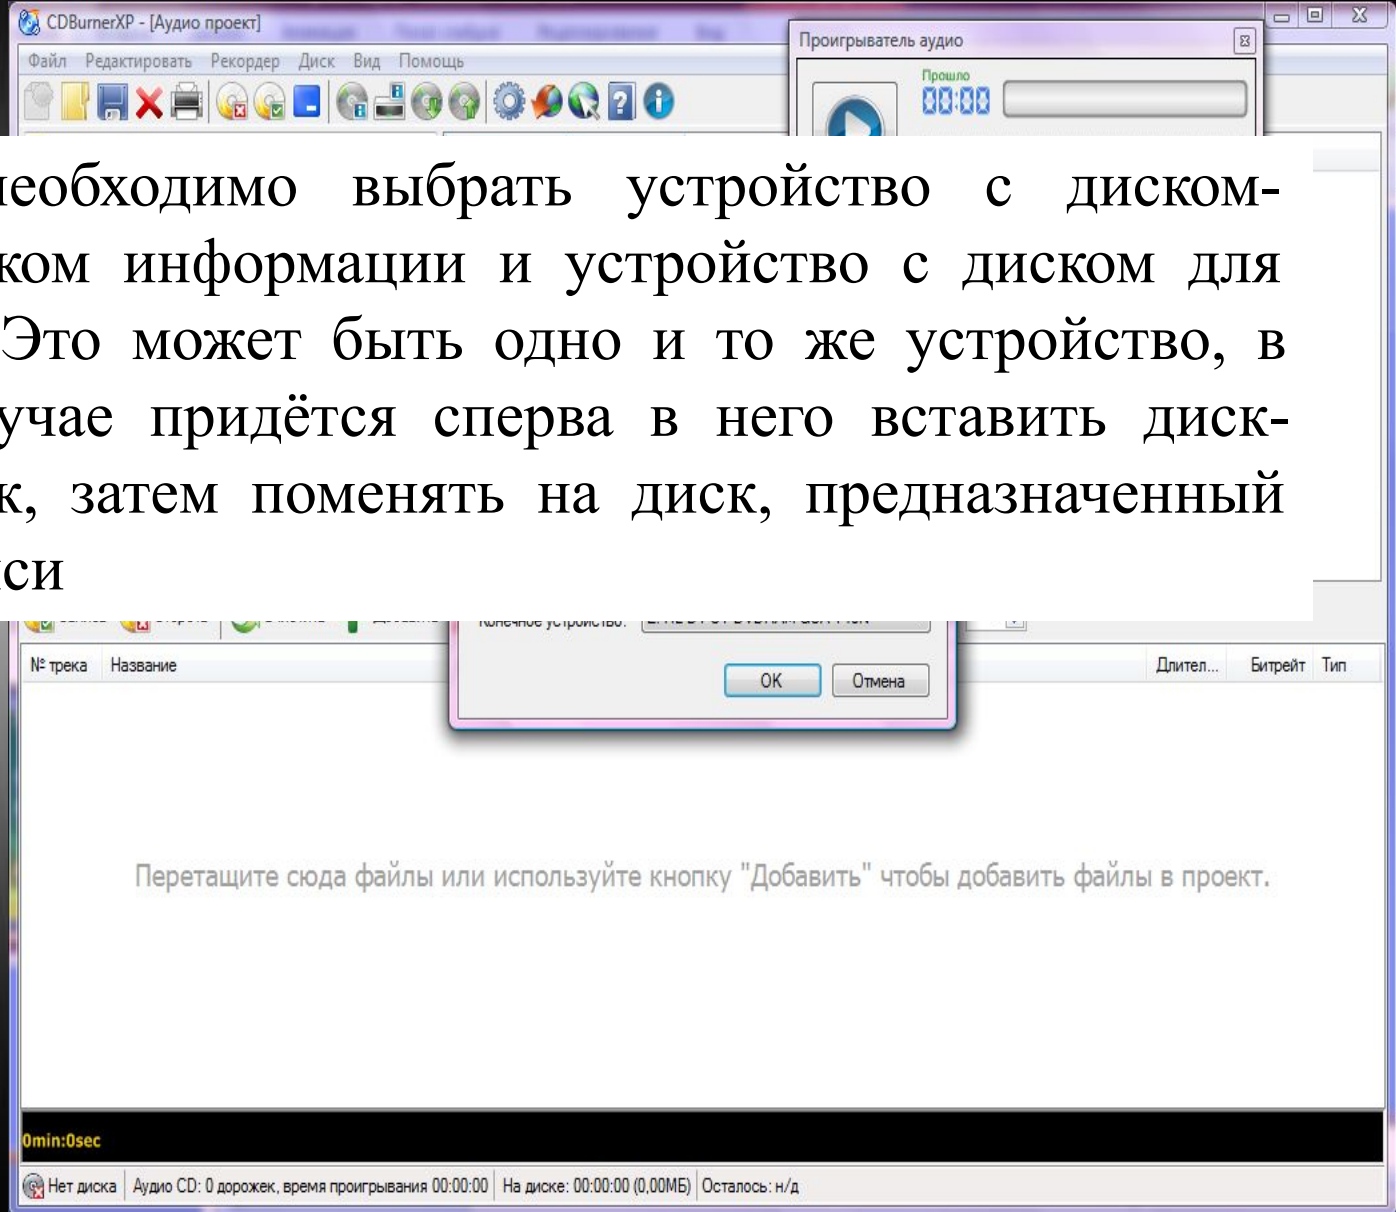 CDBurnerXP - [Аудио проект]
Файл Редактировать Рекордер Диск Вид Помощь
Проигрыватель аудио
Прошло
00:00
необходимо выбрать устройство с диском-
ком информации и устройство с диском для
Это может быть одно и то же устройство, в
учае придётся сперва в него вставить диск-
к, затем поменять на диск, предназначенный
си
Конечное устройство:
OK Отмена
№ трека Название Длител... Битрейт Тип
Перетащите сюда файлы или используйте кнопку "Добавить" чтобы добавить файлы в проект.
0min:0sec
Нет диска Аудио CD: 0 дорожек, время проигрывания 00:00:00 На диске: 00:00:00 (0,00МБ) Осталось: н/д